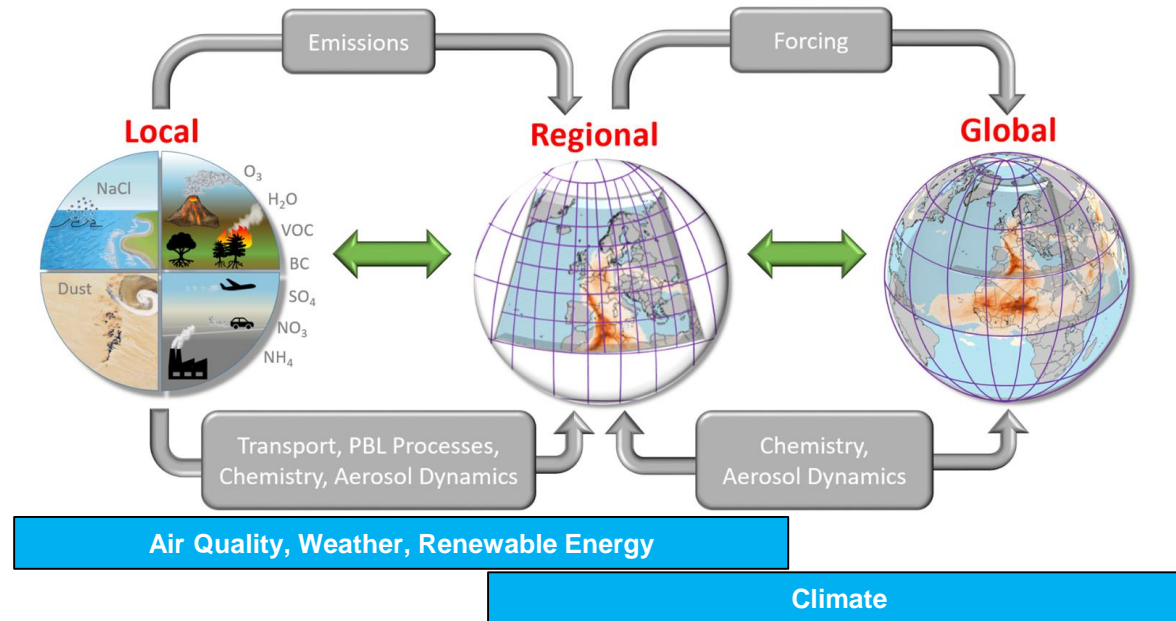 Emissions
Forcing
Local
Regional
Global
NaCl
O₃
H₂O
VOC
BC
Dust
SO₄
NO₃
NH₄
Transport, PBL Processes,
Chemistry, Aerosol Dynamics
Chemistry,
Aerosol Dynamics
Air Quality, Weather, Renewable Energy
Climate